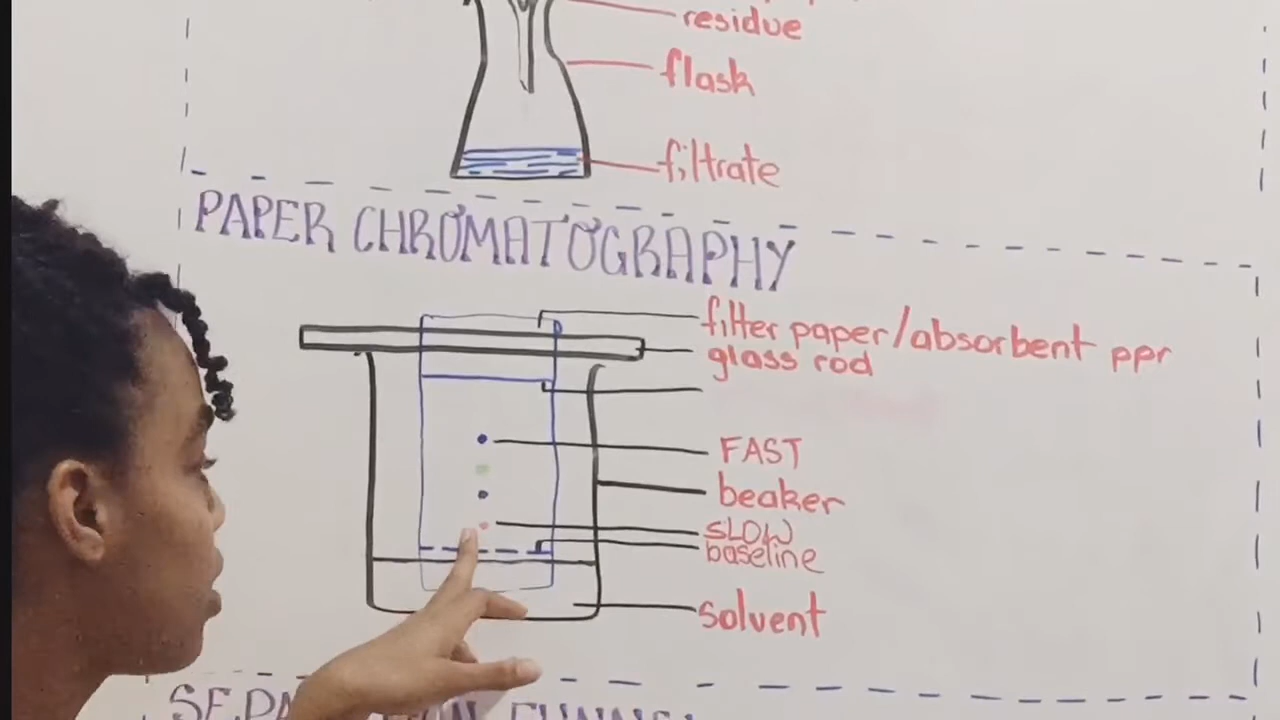 residue
flask
filtrate
PAPER CHROMATOGRAPHY
filter paper/absorbent ppr
glass rod
FAST
beaker
SLOW
baseline
solvent